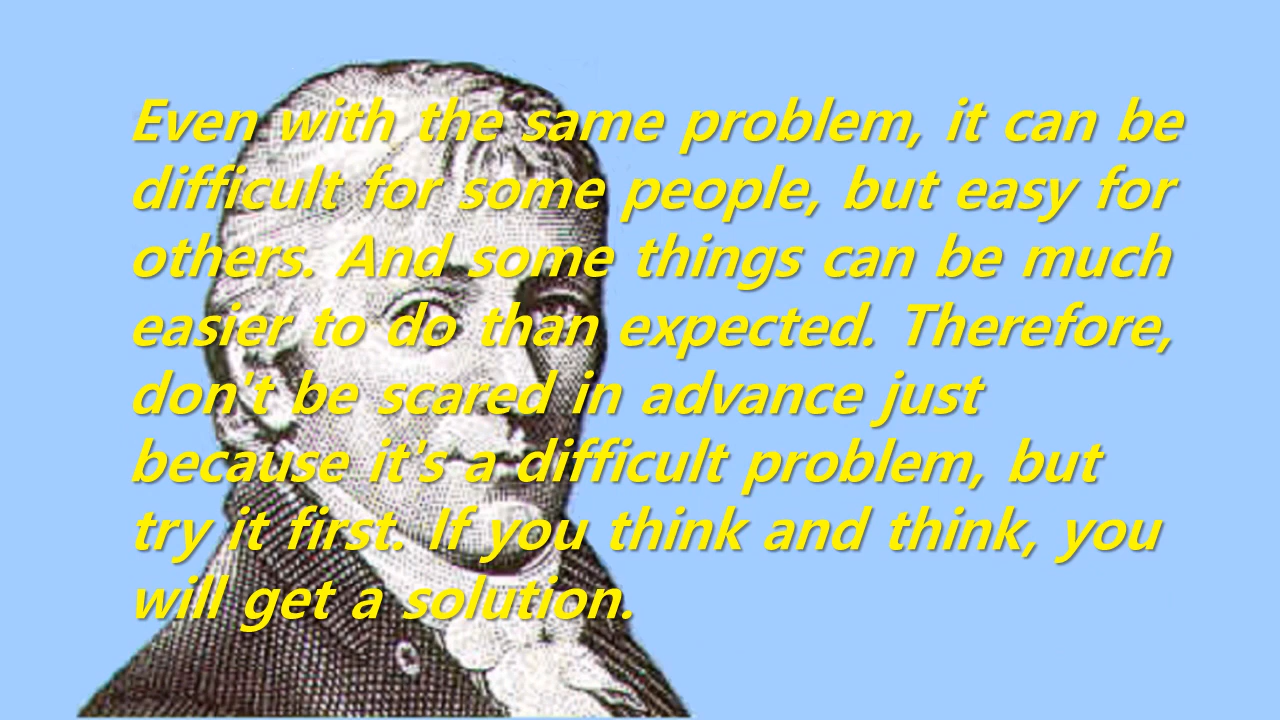 Even with the same problem, it can be
difficult for some people, but easy for
others. And some things can be much
easier to do than expected. Therefore,
don't be scared in advance just
because it's a difficult problem, but
try it first. If you think and think, you
will get a solution.